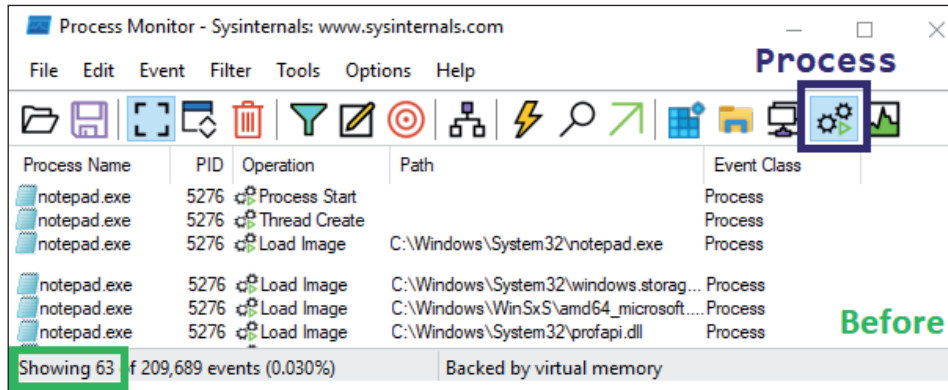 Process Monitor - Sysinternals: www.sysinternals.com
File Edit Event Filter Tools Options Help
Process
Process Name PID Operation Path Event Class
notepad.exe 5276 Process Start Process
notepad.exe 5276 Thread Create Process
notepad.exe 5276 Load Image C:\Windows\System32\notepad.exe Process
notepad.exe 5276 Load Image C:\Windows\System32\windows.storag... Process
notepad.exe 5276 Load Image C:\Windows\WinSxS\amd64_microsoft.... Process
notepad.exe 5276 Load Image C:\Windows\System32\profapi.dll Process
Before
Showing 63 of 209,689 events (0.030%) Backed by virtual memory